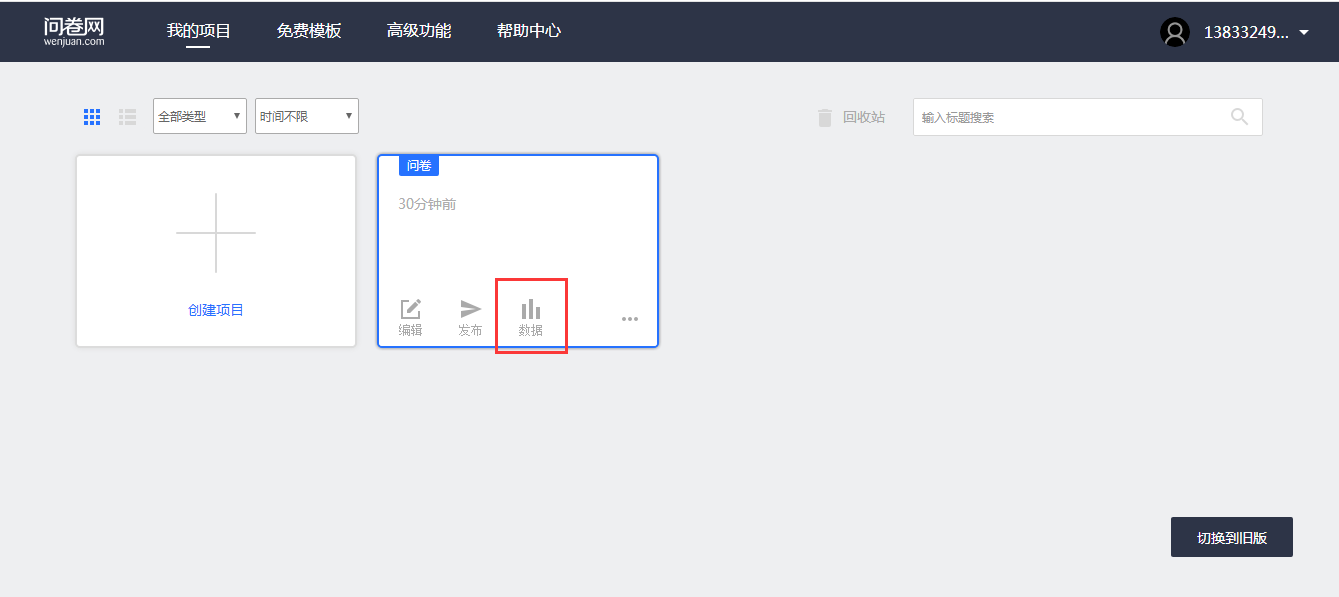 问卷网
wenjuan.com
我的项目
免费模板
高级功能
帮助中心
13833249...
全部类型
时间不限
回收站
输入标题搜索
创建项目
问卷
30分钟前
编辑
发布
数据
切换到旧版